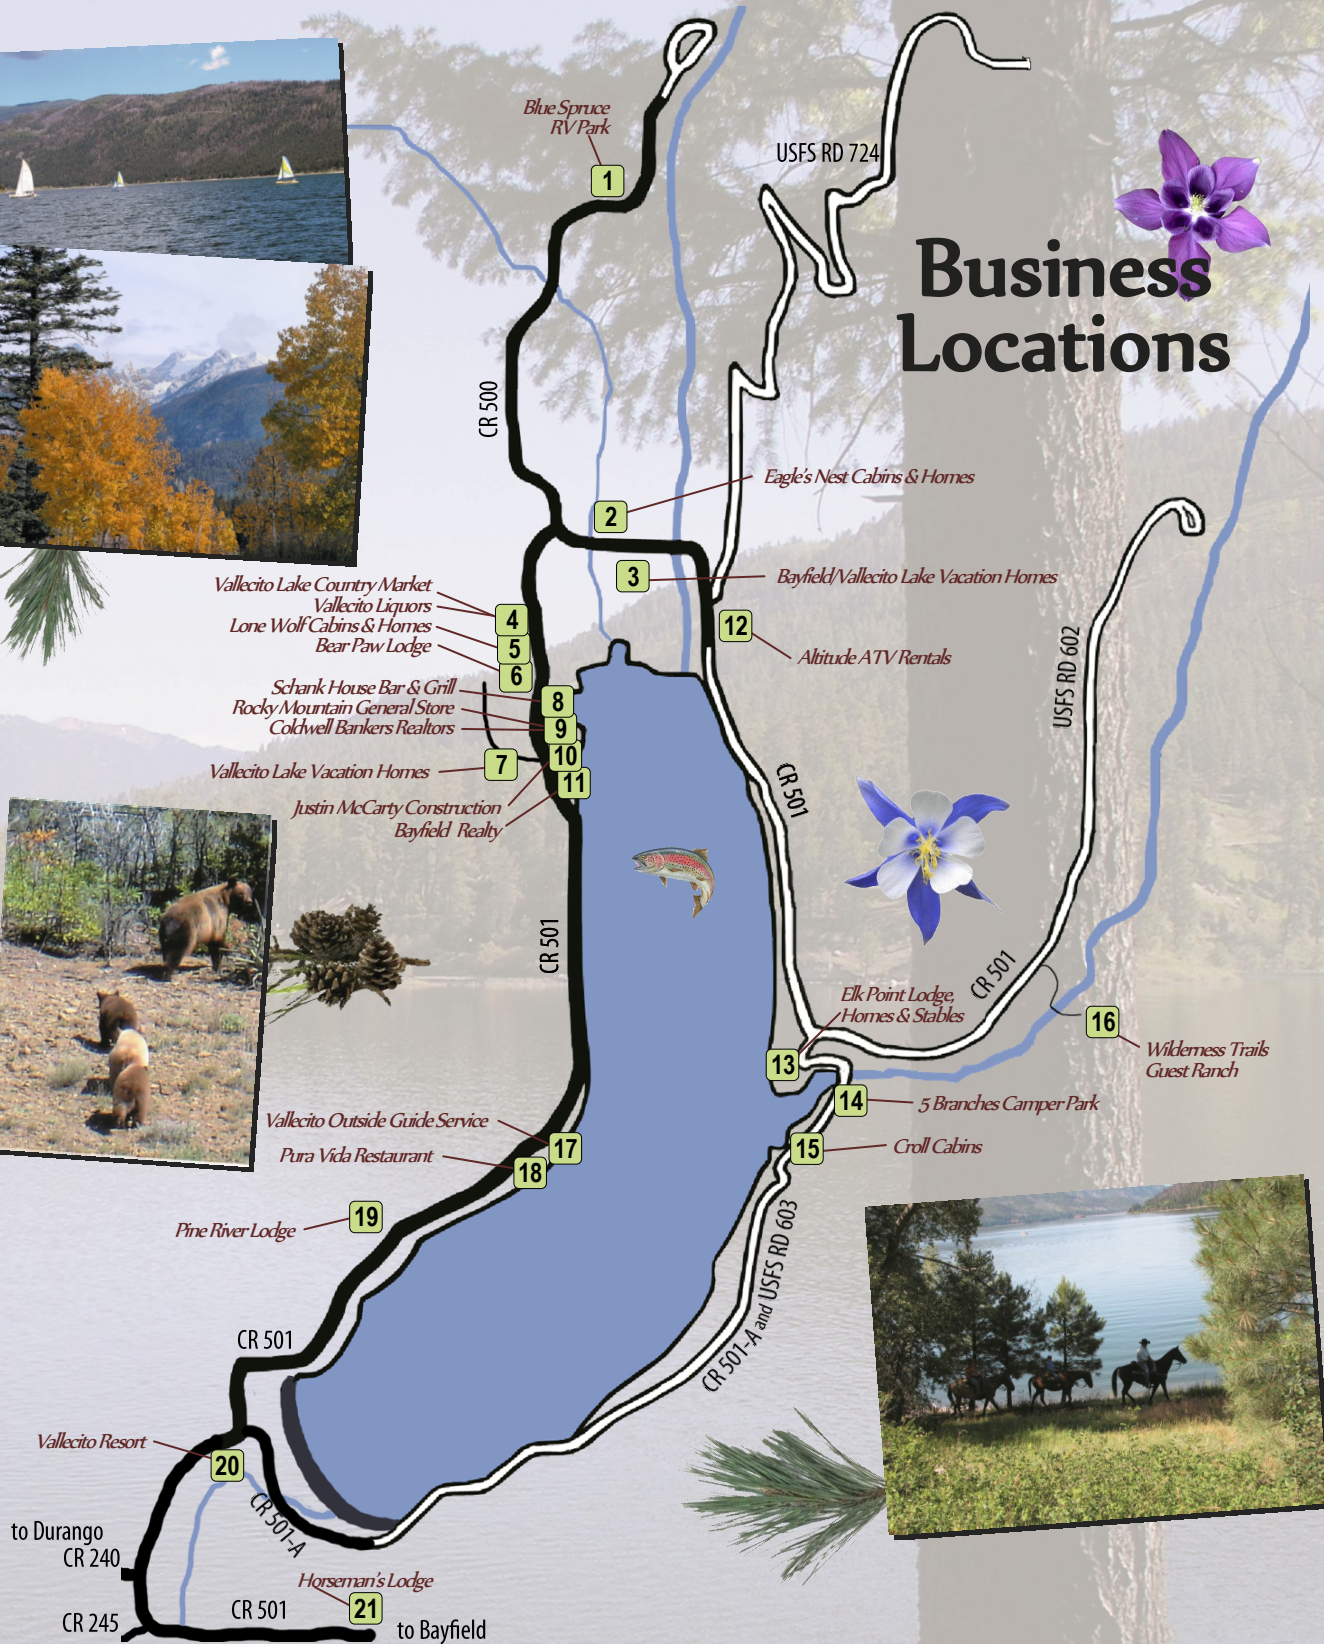 Blue Spruce
RV Park
1
USFS RD 724
Business
Locations
CR 500
Eagle's Nest Cabins & Homes
2
3
Bayfield/Vallecito Lake Vacation Homes
Vallecito Lake Country Market
Vallecito Liquors
4
Lone Wolf Cabins & Homes
5
Bear Paw Lodge
6
12
Altitude ATV Rentals
USFS RD 602
Schank House Bar & Grill
8
Rocky Mountain General Store
9
Coldwell Bankers Realtors
10
Vallecito Lake Vacation Homes
7
11
Justin McCarty Construction
Bayfield Realty
CR 501
CR 501
CR 501
Elk Point Lodge,
Homes & Stables
13
16
Wilderness Trails
Guest Ranch
14
5 Branches Camper Park
Vallecito Outside Guide Service
17
15
Croll Cabins
Pura Vida Restaurant
18
19
Pine River Lodge
CR 501-A and USFS RD 603
CR 501
Vallecito Resort
20
CR 501-A
to Durango
CR 240
Horseman's Lodge
21
CR 245
CR 501
to Bayfield